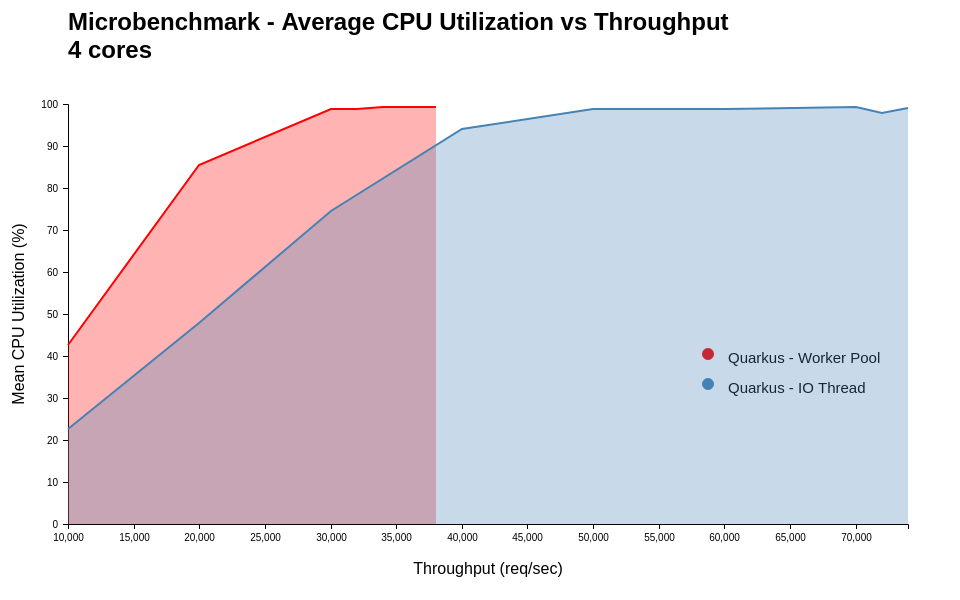 Microbenchmark - Average CPU Utilization vs Throughput
4 cores
100
90
80
70
60
50
40
30
20
10
0
Mean CPU Utilization (%)
Quarkus - Worker Pool
Quarkus - IO Thread
10,000 15,000 20,000 25,000 30,000 35,000 40,000 45,000 50,000 55,000 60,000 65,000 70,000
Throughput (req/sec)